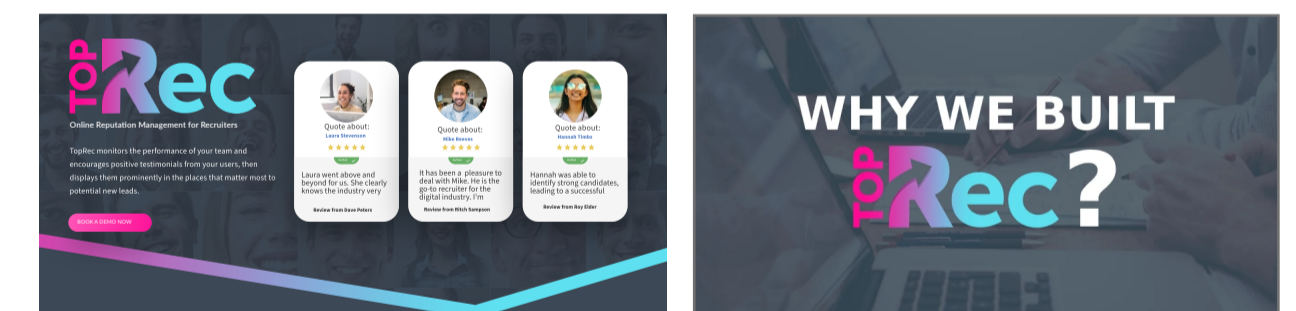 TOP Rec
Online Reputation Management for Recruiters
TopRec monitors the performance of your team and
encourages positive testimonials from your users, then
displays them prominently in the places that matter most to
potential new leads.
BOOK A DEMO NOW
Quote about:
Laura Stevenson
Laura went above and
beyond for us. She clearly
knows the industry very
Review from Dave Peters
Quote about:
Mike Reeves
It has been a pleasure to
deal with Mike. He is the
go-to recruiter for the
digital industry. I'm
Review from Mitch Sampson
Quote about:
Hannah Timbs
Hannah was able to
identify strong candidates,
leading to a successful
Review from Roy Elder
WHY WE BUILT
TOP Rec?